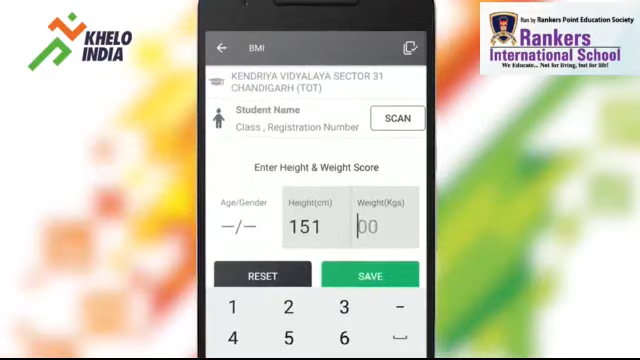 KHELO
INDIA
Run by Rankers Point Education Society
Rankers
International School
We Educate... Not for living, but for life!
BMI
KENDRIYA VIDYALAYA SECTOR 31
CHANDIGARH (TOT)
Student Name
Class , Registration Number
SCAN
Enter Height & Weight Score
Age/Gender
Height(cm)
Weight(Kgs)
--/--
151
00
RESET
SAVE
1 2 3 -
4 5 6